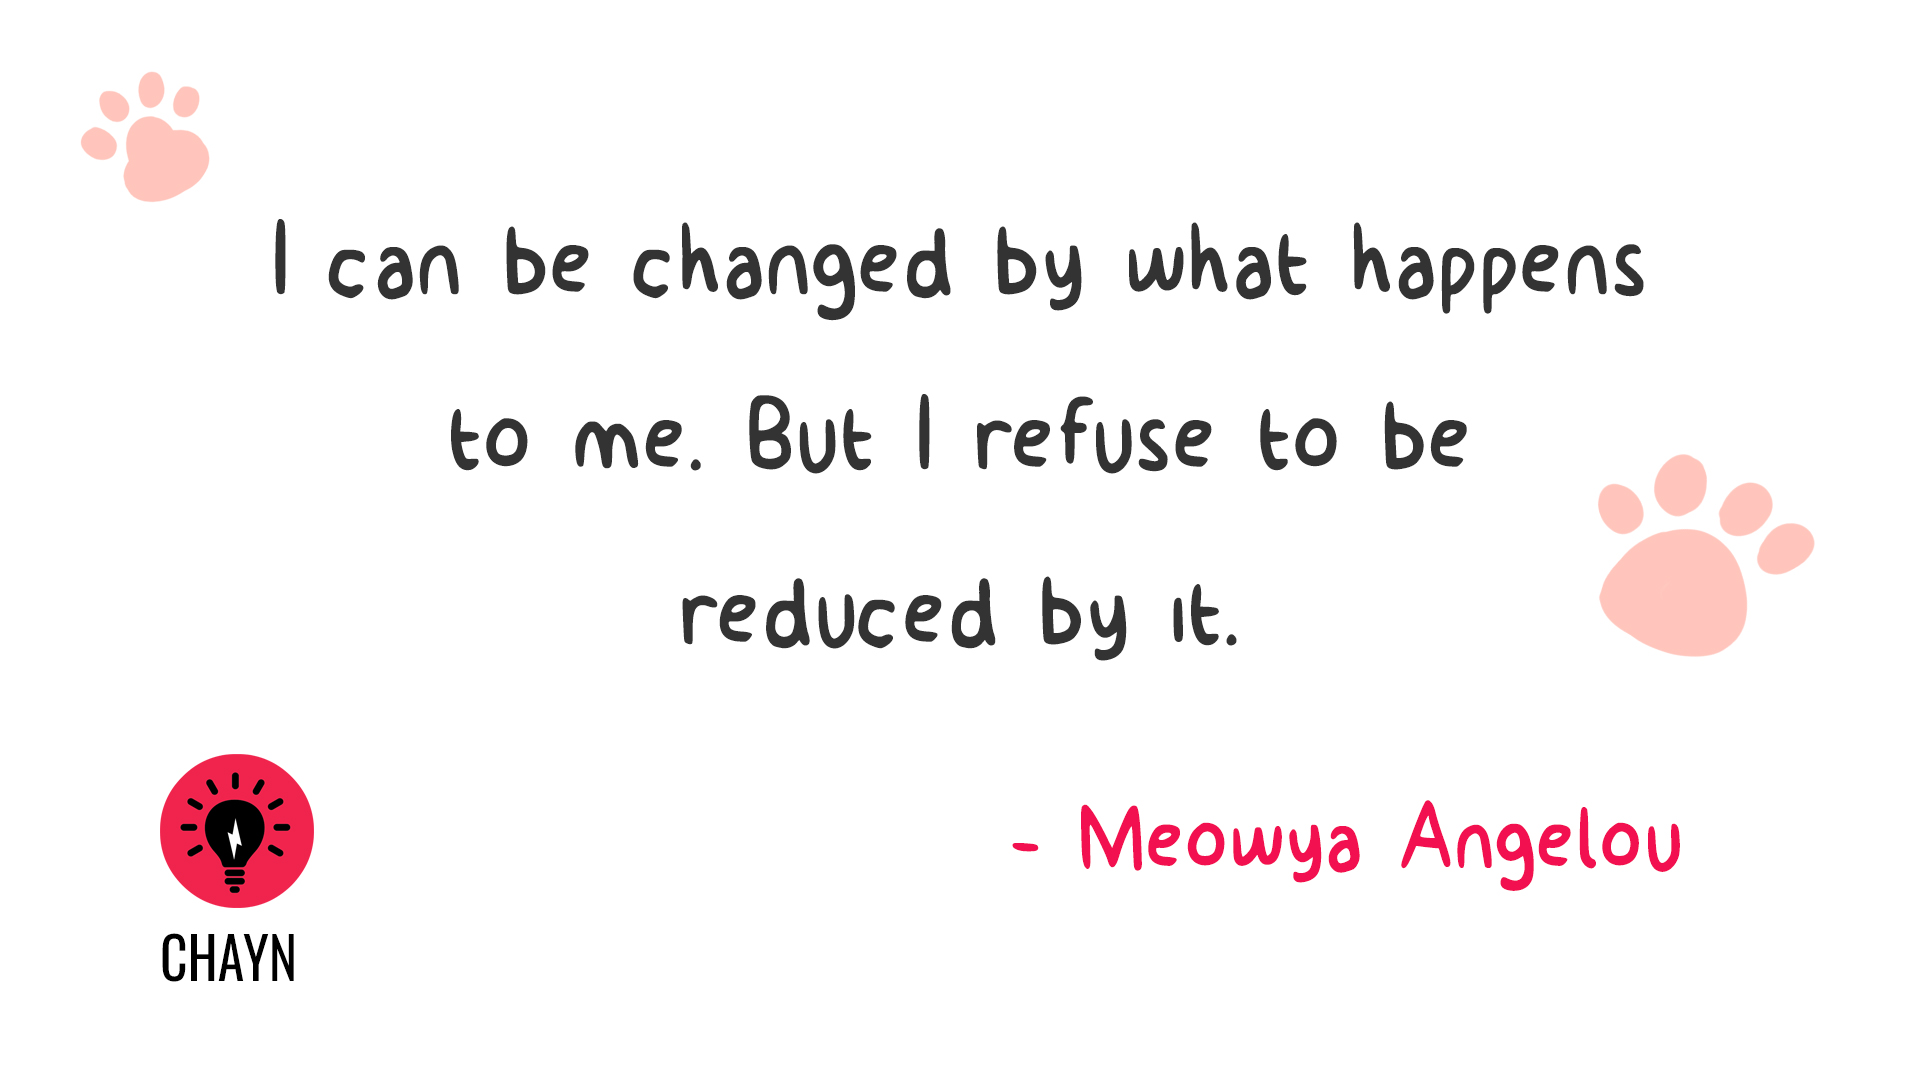 I can be changed by what happens
to me. But I refuse to be
reduced by it.
- Meowya Angelou
CHAYN